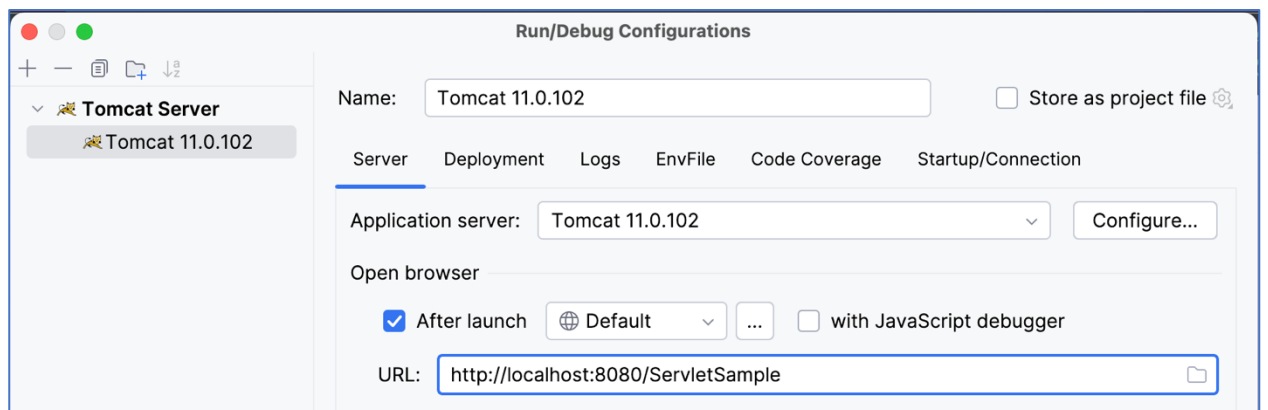 Run/Debug Configurations
Tomcat Server
Tomcat 11.0.102
Name: Tomcat 11.0.102 Store as project file
Server Deployment Logs EnvFile Code Coverage Startup/Connection
Application server: Tomcat 11.0.102 Configure...
Open browser
After launch Default ... with JavaScript debugger
URL: http://localhost:8080/ServletSample